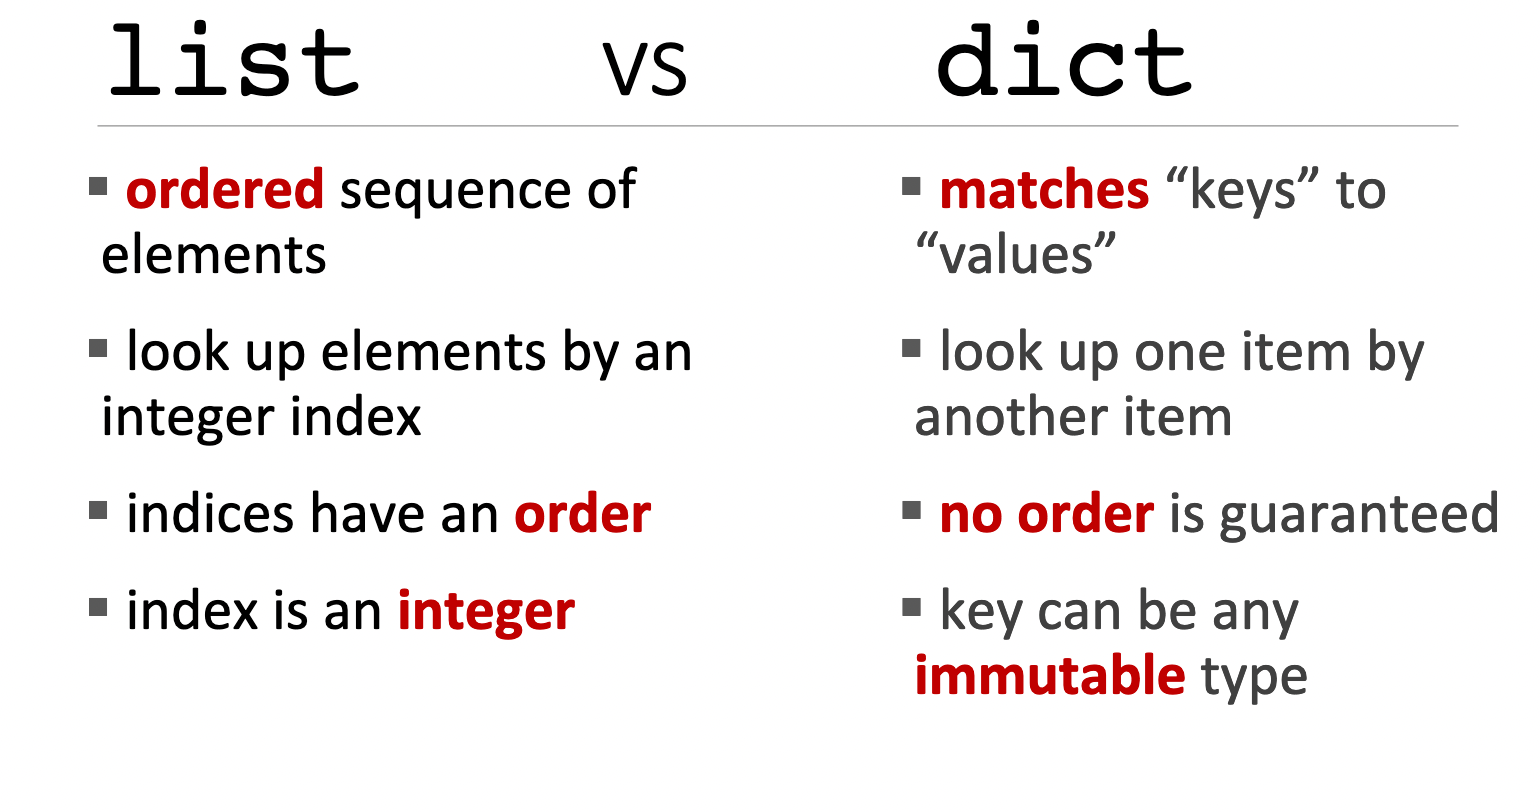 list vs dict
▪ ordered sequence of
elements
▪ look up elements by an
integer index
▪ indices have an order
▪ index is an integer
▪ matches “keys” to
“values”
▪ look up one item by
another item
▪ no order is guaranteed
▪ key can be any
immutable type